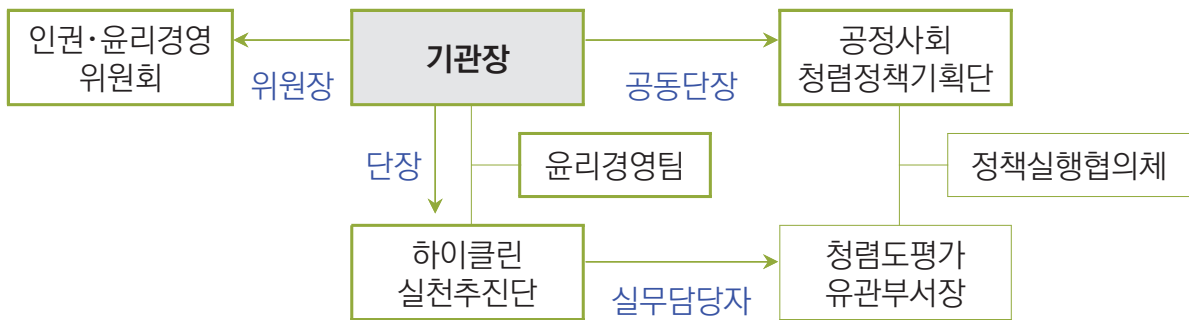 인권·윤리경영
위원회
위원장
기관장
공동단장
공정사회
청렴정책기획단
단장
윤리경영팀
정책실행협의체
하이클린
실천추진단
실무담당자
청렴도평가
유관부서장